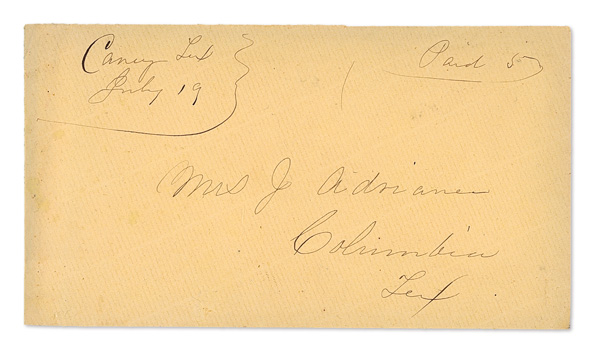 Caney Tex
July 19
Paid 5
Mrs J Adriance
Columbia
Tex